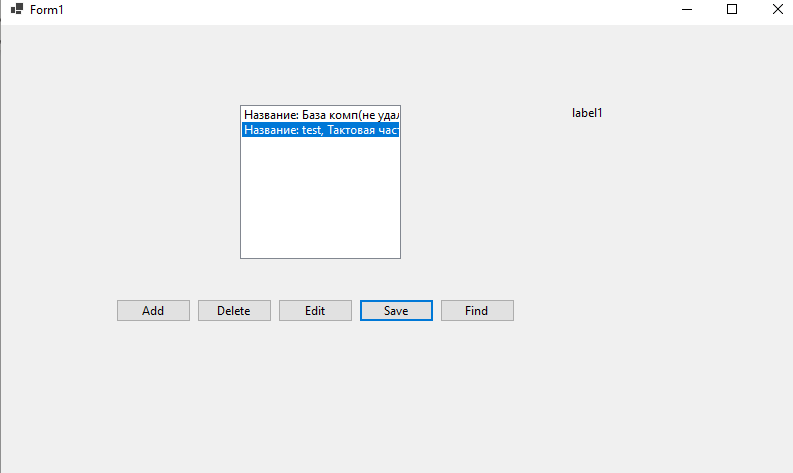 Form1
Название: База комп(не удал
label1
Название: test, Тактовая част
Add
Delete
Edit
Save
Find